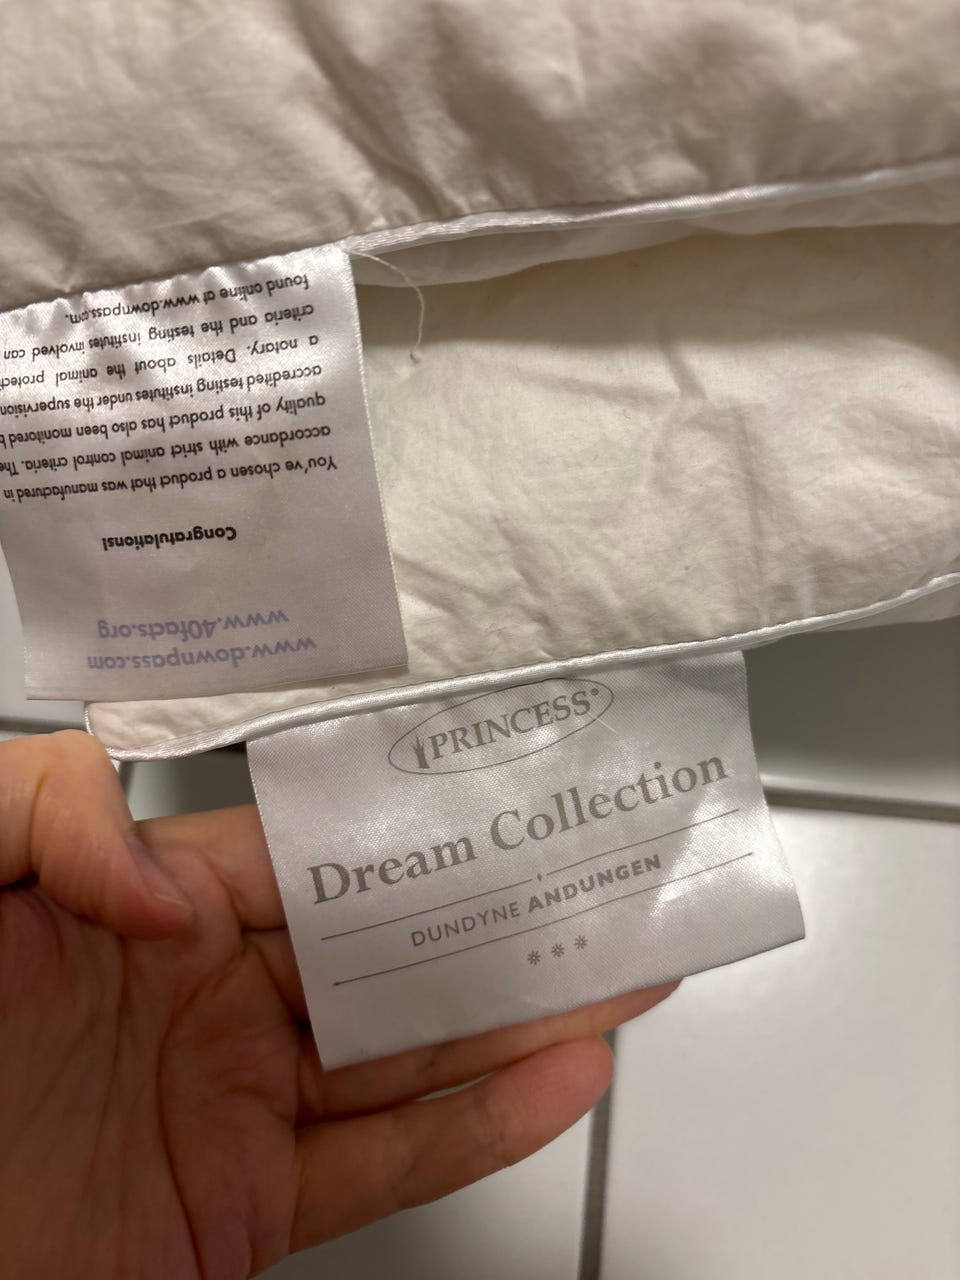 www.downpass.com
www.40facts.org
Congratulations!
You've chosen a product that was manufactured in
accordance with strict animal control criteria. The
quality of this product has also been monitored b
accredited testing institutes under the supervision
a notary. Details about the animal protec
criteria and the testing institutes involved can
found online at www.downpass.com.
PRINCESS®
Dream Collection
DUNDYNE ANDUNGEN